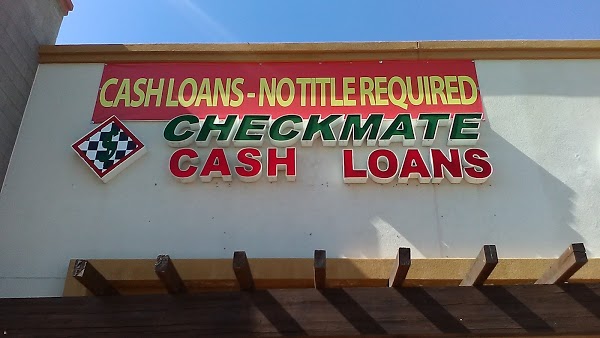 CASH LOANS - NO TITLE REQUIRED
CHECKMATE
$
CASH LOANS